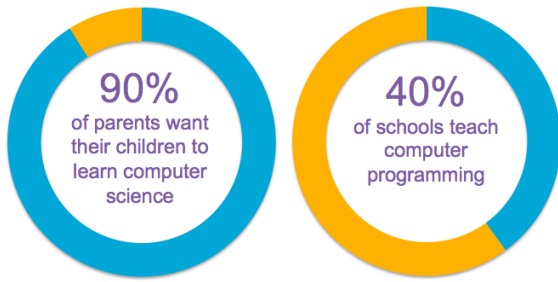 90%
of parents want
their children to
learn computer
science
40%
of schools teach
computer
programming